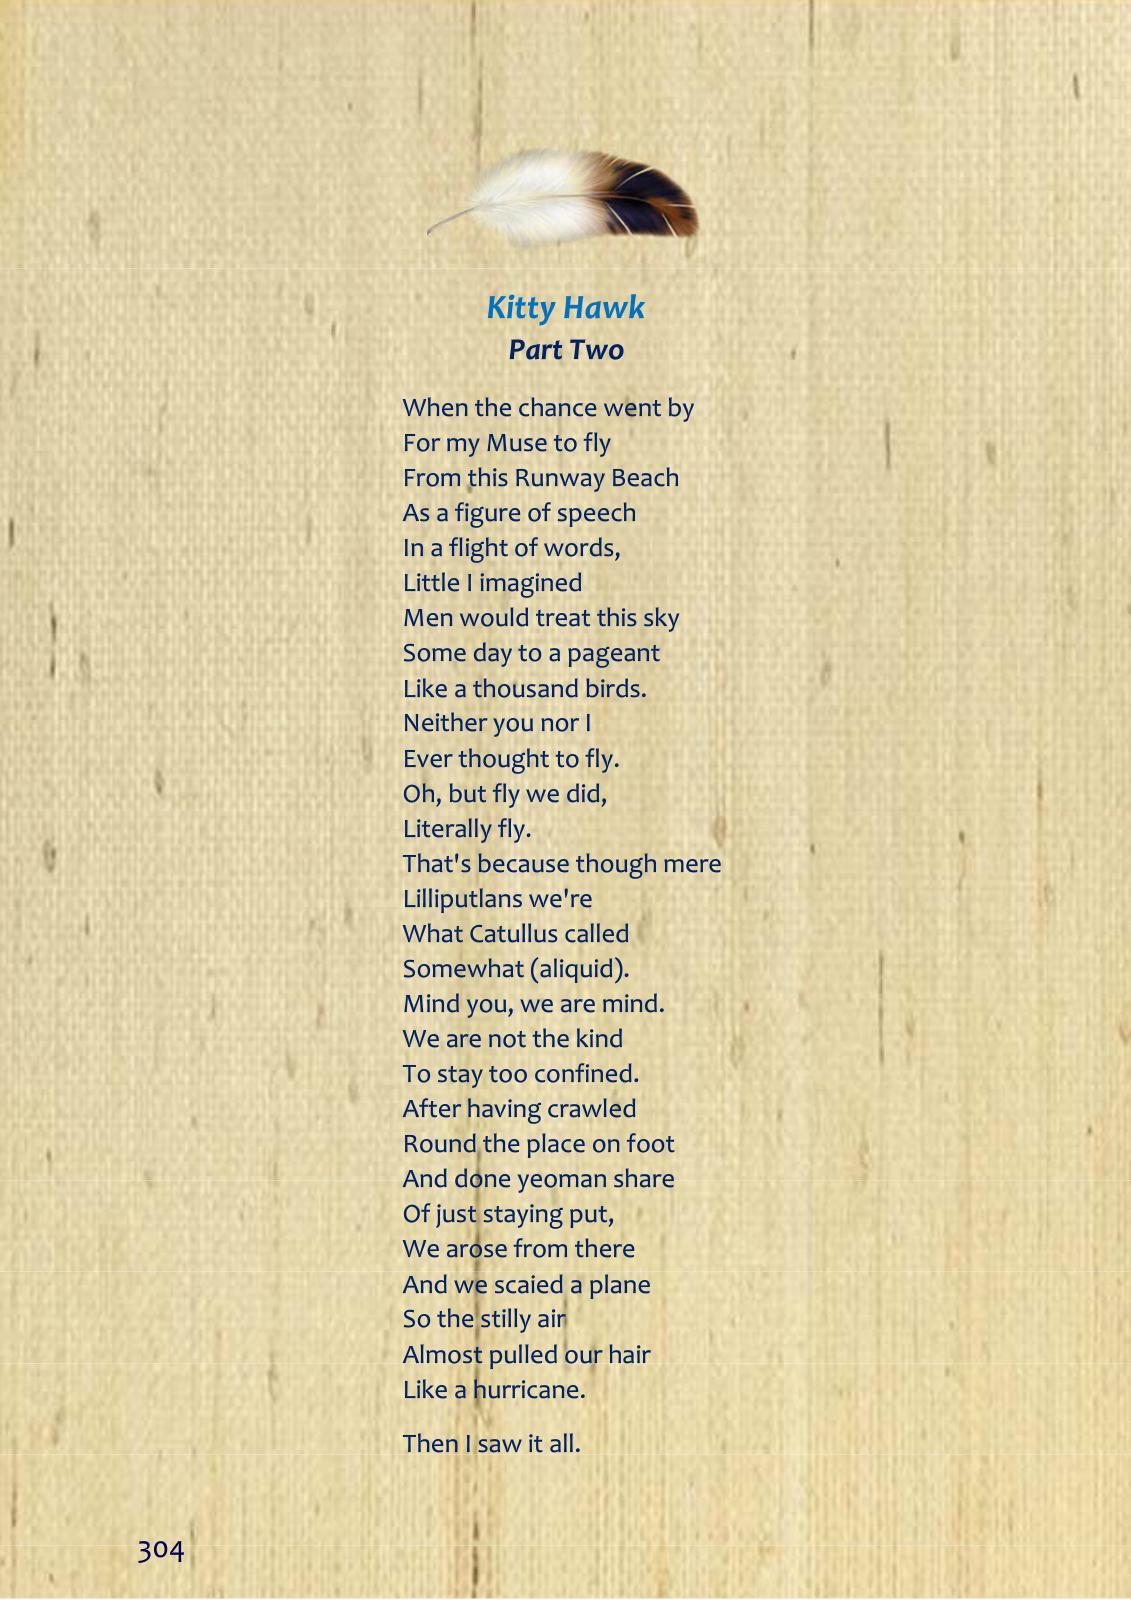 Kitty Hawk
Part Two
When the chance went by
For my Muse to fly
From this Runway Beach
As a figure of speech
In a flight of words,
Little I imagined
Men would treat this sky
Some day to a pageant
Like a thousand birds.
Neither you nor I
Ever thought to fly.
Oh, but fly we did,
Literally fly.
That's because though mere
Lilliputlans we're
What Catullus called
Somewhat (aliquid).
Mind you, we are mind.
We are not the kind
To stay too confined.
After having crawled
Round the place on foot
And done yeoman share
Of just staying put,
We arose from there
And we scaied a plane
So the stilly air
Almost pulled our hair
Like a hurricane.
Then I saw it all.
304